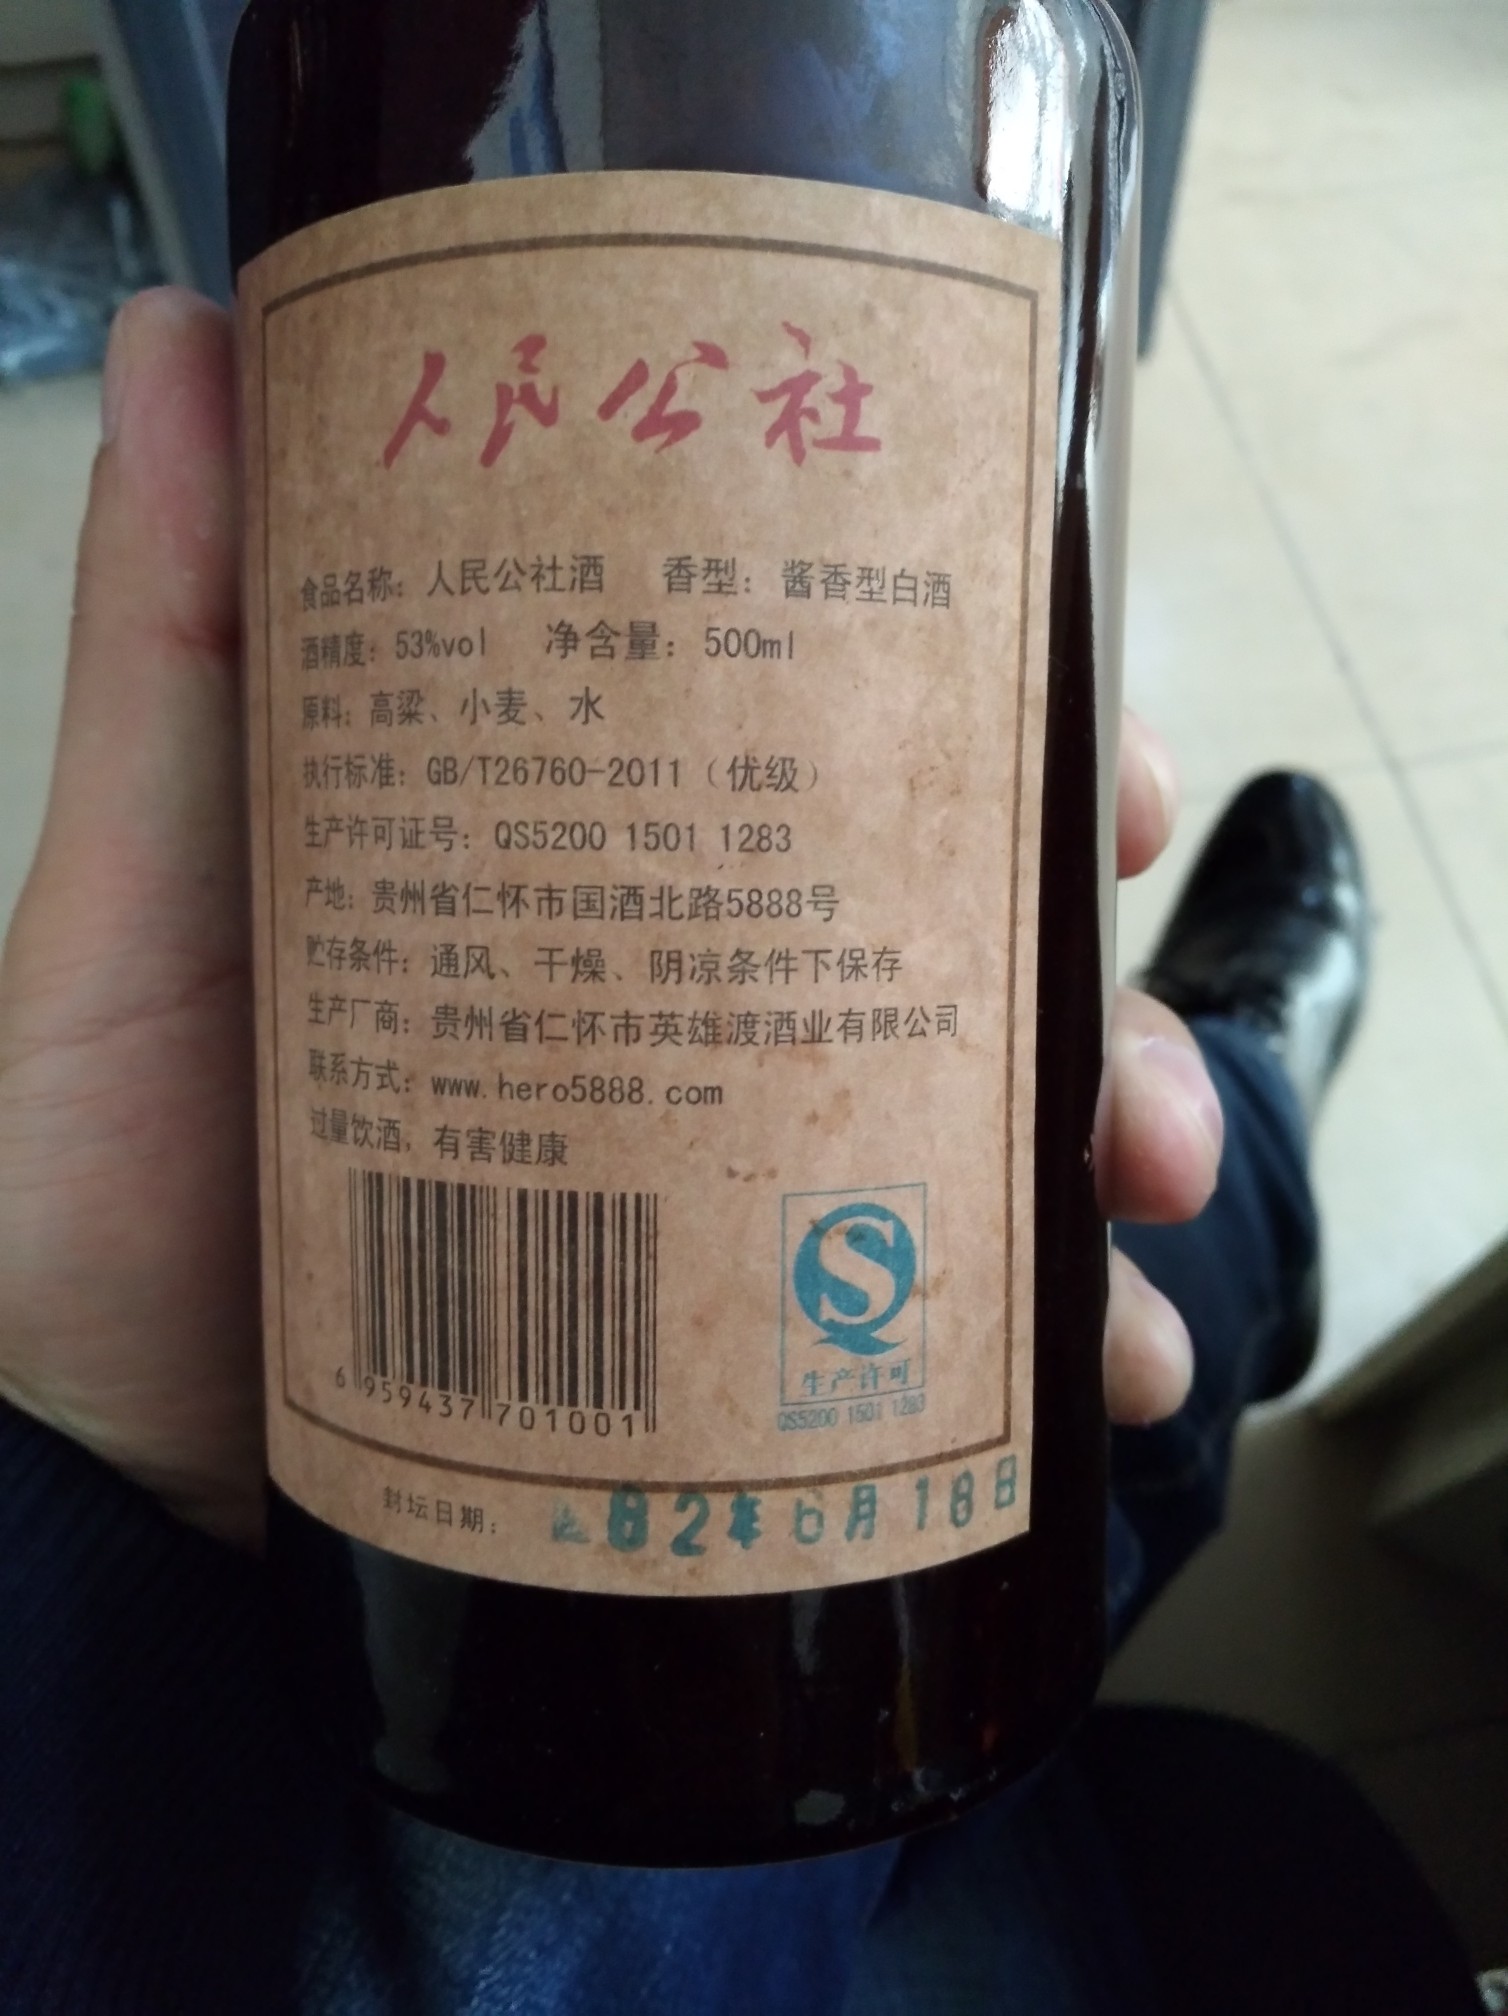 人民公社
食品名称：人民公社酒 香型：酱香型白酒
酒精度：53%vol 净含量：500ml
原料：高粱、小麦、水
执行标准：GB/T26760-2011（优级）
生产许可证号：QS5200 1501 1283
产地：贵州省仁怀市国酒北路5888号
贮存条件：通风、干燥、阴凉条件下保存
生产厂商：贵州省仁怀市英雄渡酒业有限公司
联系方式：www.hero5888.com
过量饮酒，有害健康
6 959437 701001
生产许可
QS5200 1501 1283
封坛日期：82年6月18日